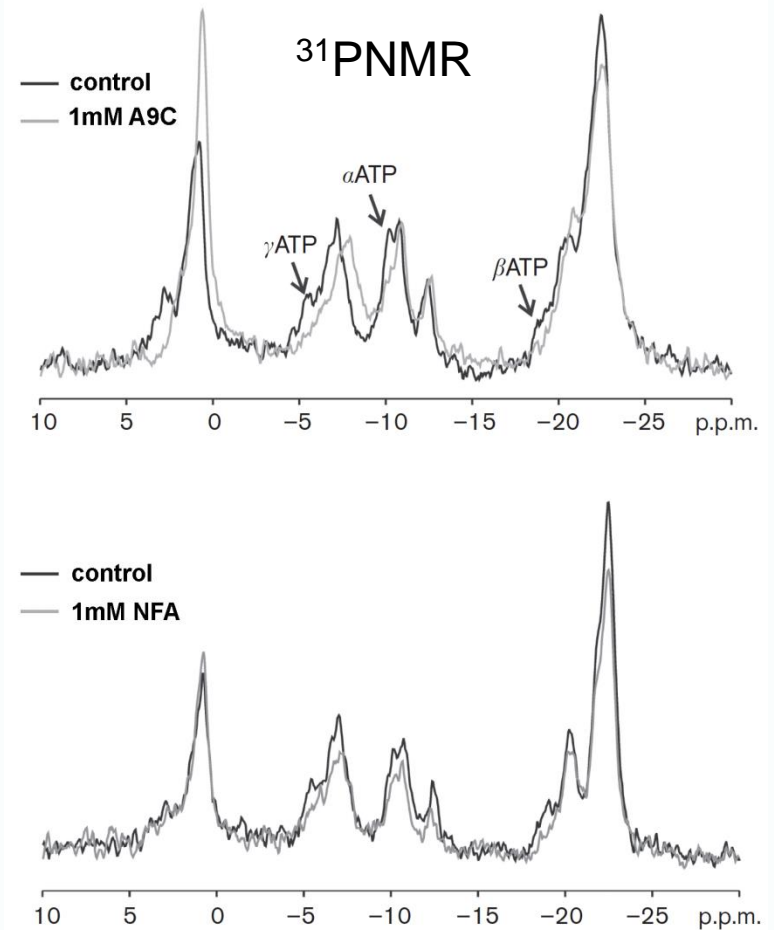 ³¹PNMR
control
1mM A9C
αATP
γATP
βATP
10 5 0 −5 −10 −15 −20 −25 p.p.m.
control
1mM NFA
10 5 0 −5 −10 −15 −20 −25 p.p.m.